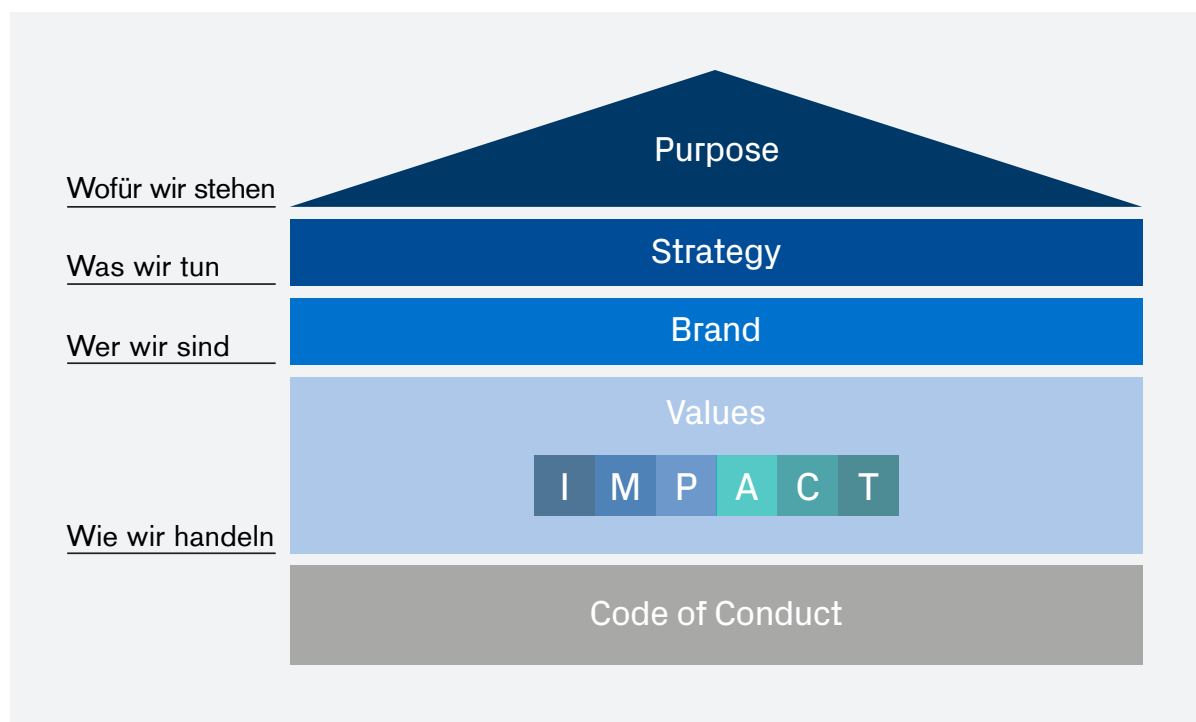 Purpose
Wofür wir stehen
Strategy
Was wir tun
Brand
Wer wir sind
Values
I M P A C T
Wie wir handeln
Code of Conduct